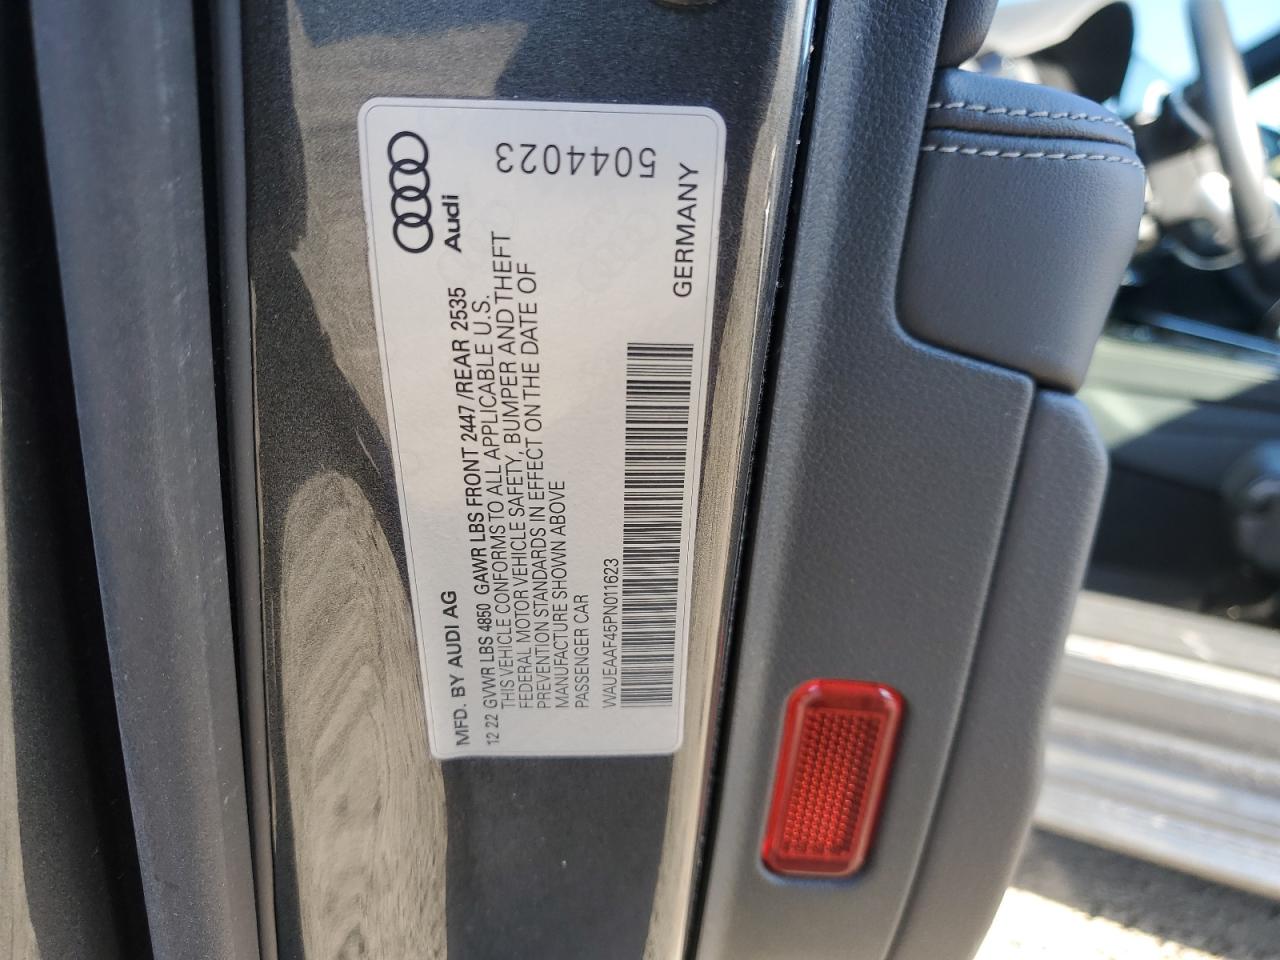 MFD. BY AUDI AG
Audi
12 22 GVWR LBS 4850 GAWR LBS FRONT 2447 /REAR 2535
THIS VEHICLE CONFORMS TO ALL APPLICABLE U.S.
FEDERAL MOTOR VEHICLE SAFETY, BUMPER AND THEFT
PREVENTION STANDARDS IN EFFECT ON THE DATE OF
MANUFACTURE SHOWN ABOVE
PASSENGER CAR
WAUEAAF45PN011623
GERMANY
5044023